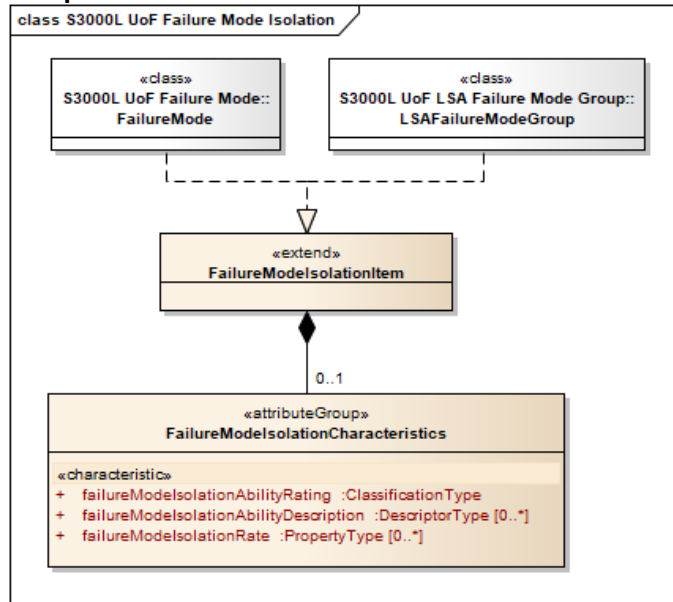 class S3000L UoF Failure Mode Isolation
«class»
S3000L UoF Failure Mode::
FailureMode
«class»
S3000L UoF LSA Failure Mode Group::
LSAFailureModeGroup
«extend»
FailureModeIsolationItem
0..1
«attributeGroup»
FailureModeIsolationCharacteristics
«characteristic»
+ failureModeIsolationAbilityRating :ClassificationType
+ failureModeIsolationAbilityDescription :DescriptorType [0..*]
+ failureModeIsolationRate :PropertyType [0..*]